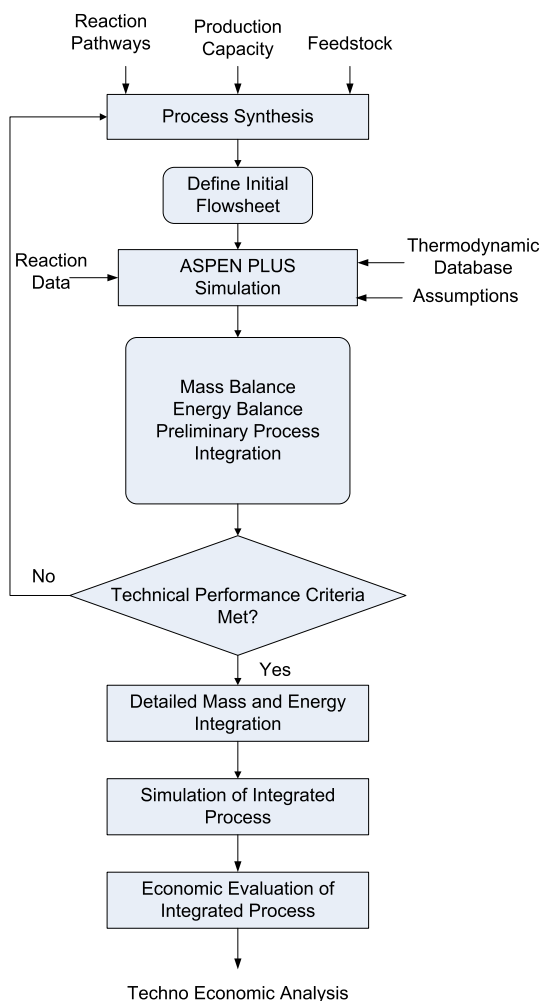 Reaction
Pathways
Production
Capacity
Feedstock
Process Synthesis
Define Initial
Flowsheet
Reaction
Data
ASPEN PLUS
Simulation
Thermodynamic
Database
Assumptions
Mass Balance
Energy Balance
Preliminary Process
Integration
No
Technical Performance Criteria
Met?
Yes
Detailed Mass and Energy
Integration
Simulation of Integrated
Process
Economic Evaluation of
Integrated Process
Techno Economic Analysis